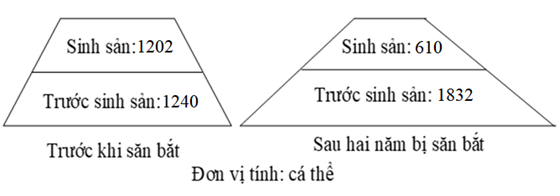 Sinh sản:1202
Trước sinh sản:1240
Trước khi săn bắt
Sinh sản: 610
Trước sinh sản: 1832
Sau hai năm bị săn bắt
Đơn vị tính: cá thể